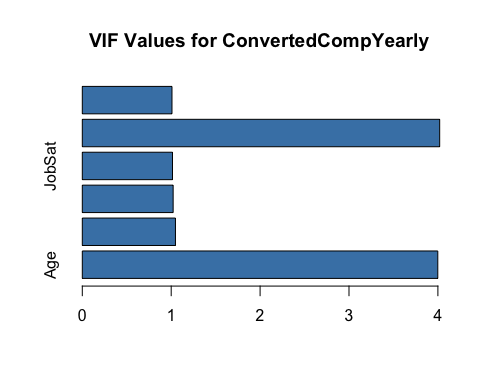 VIF Values for ConvertedCompYearly
JobSat
Age
0 1 2 3 4